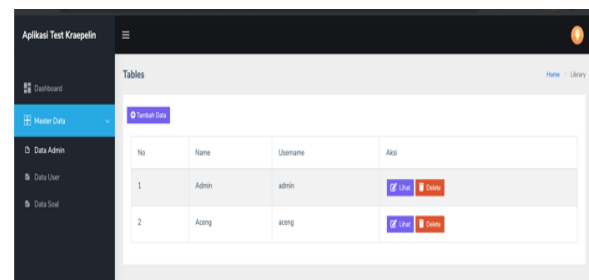 Aplikasi Test Kraepelin
Tables
Home Library
Dashboard
Master Data
Data Admin
Data User
Data Soal
Tambah Data
No Name Username Aksi
1 Admin admin Lihat Delete
2 Aceng aceng Lihat Delete